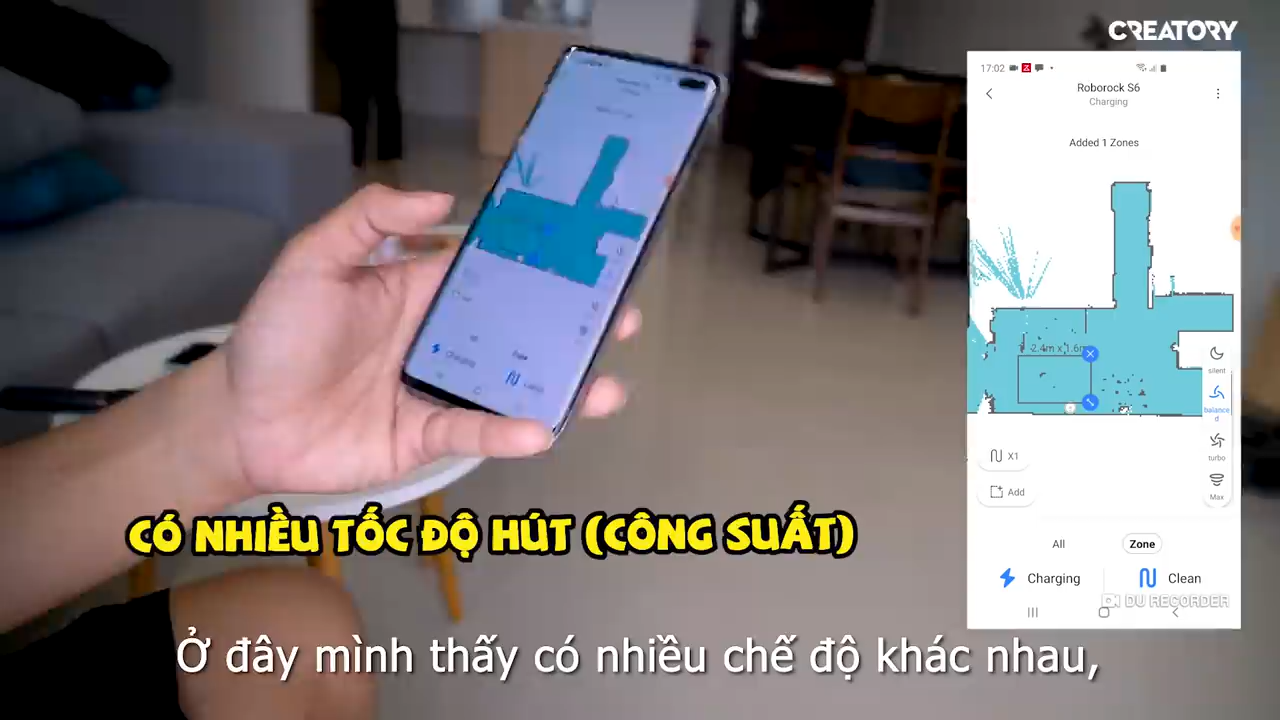 CREATORY
17:02
Roborock S6
Charging
Added 1 Zones
2.4m x 1.6m
silent
balance
d
turbo
Max
X1
Add
All
Zone
Charging
Clean
DU RECORDER
CÓ NHIỀU TỐC ĐỘ HÚT (CÔNG SUẤT)
Ở đây mình thấy có nhiều chế độ khác nhau,